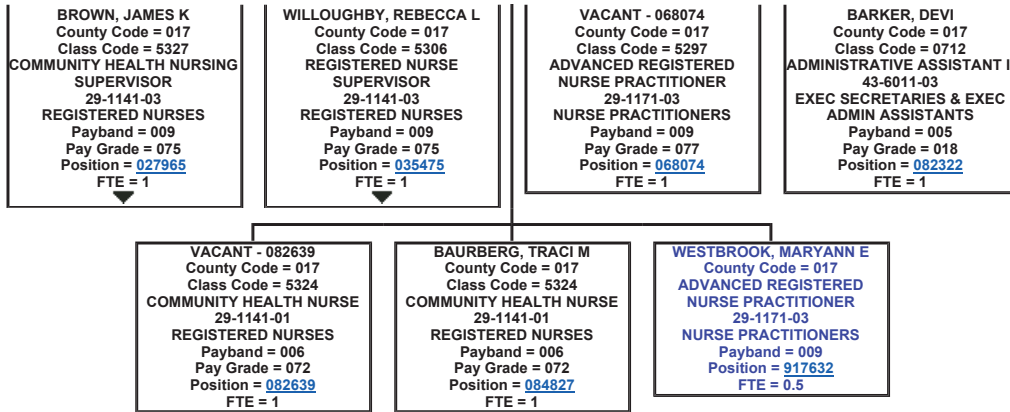 BROWN, JAMES K
County Code = 017
Class Code = 5327
COMMUNITY HEALTH NURSING
SUPERVISOR
29-1141-03
REGISTERED NURSES
Payband = 009
Pay Grade = 075
Position = 027965
FTE = 1
WILLOUGHBY, REBECCA L
County Code = 017
Class Code = 5306
REGISTERED NURSE
SUPERVISOR
29-1141-03
REGISTERED NURSES
Payband = 009
Pay Grade = 075
Position = 035475
FTE = 1
VACANT - 068074
County Code = 017
Class Code = 5297
ADVANCED REGISTERED
NURSE PRACTITIONER
29-1171-03
NURSE PRACTITIONERS
Payband = 009
Pay Grade = 077
Position = 068074
FTE = 1
BARKER, DEVI
County Code = 017
Class Code = 0712
ADMINISTRATIVE ASSISTANT I
43-6011-03
EXEC SECRETARIES & EXEC
ADMIN ASSISTANTS
Payband = 005
Pay Grade = 018
Position = 082322
FTE = 1
VACANT - 082639
County Code = 017
Class Code = 5324
COMMUNITY HEALTH NURSE
29-1141-01
REGISTERED NURSES
Payband = 006
Pay Grade = 072
Position = 082639
FTE = 1
BAURBERG, TRACI M
County Code = 017
Class Code = 5324
COMMUNITY HEALTH NURSE
29-1141-01
REGISTERED NURSES
Payband = 006
Pay Grade = 072
Position = 084827
FTE = 1
WESTBROOK, MARYANN E
County Code = 017
ADVANCED REGISTERED
NURSE PRACTITIONER
29-1171-03
NURSE PRACTITIONERS
Payband = 009
Position = 917632
FTE = 0.5